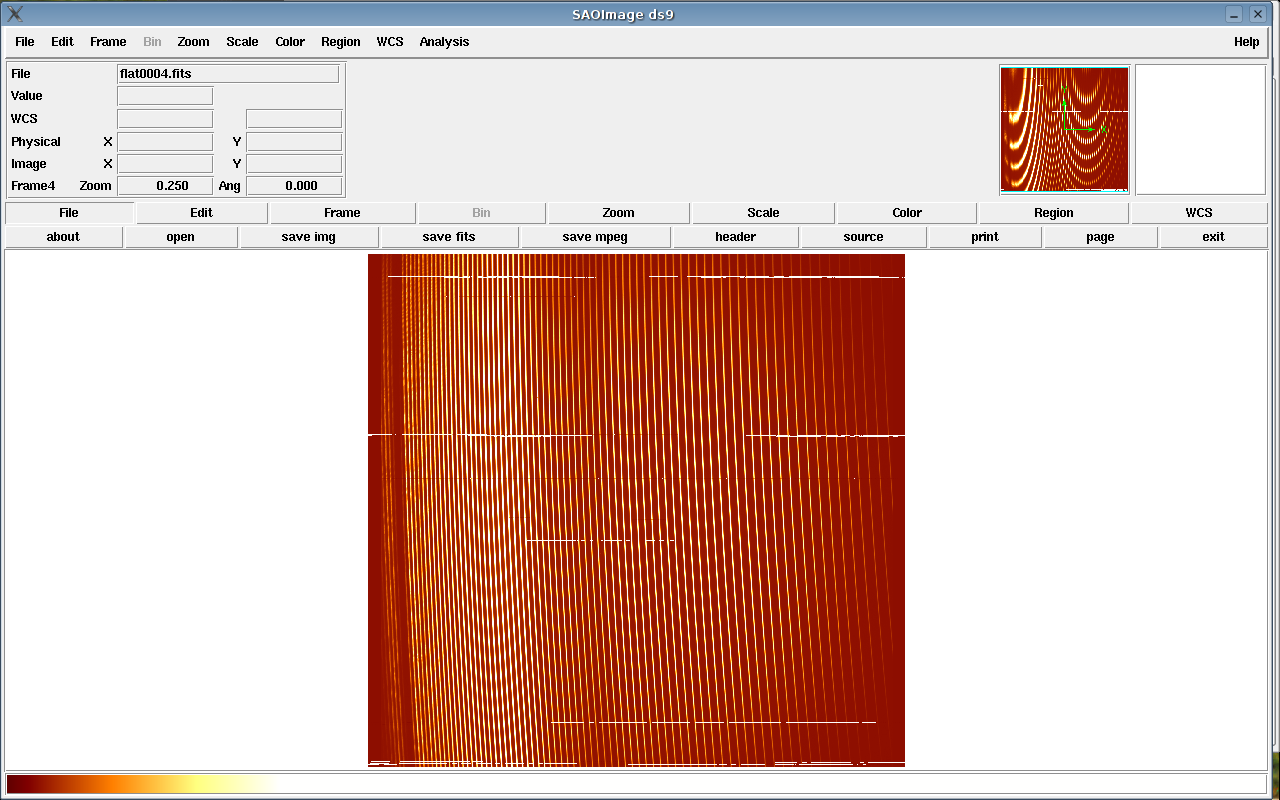 SAOImage ds9
File Edit Frame Bin Zoom Scale Color Region WCS Analysis Help
File flat0004.fits
Value
WCS
Physical X Y
Image X Y
Frame4 Zoom 0.250 Ang 0.000
File Edit Frame Bin Zoom Scale Color Region WCS
about open save img save fits save mpeg header source print page exit